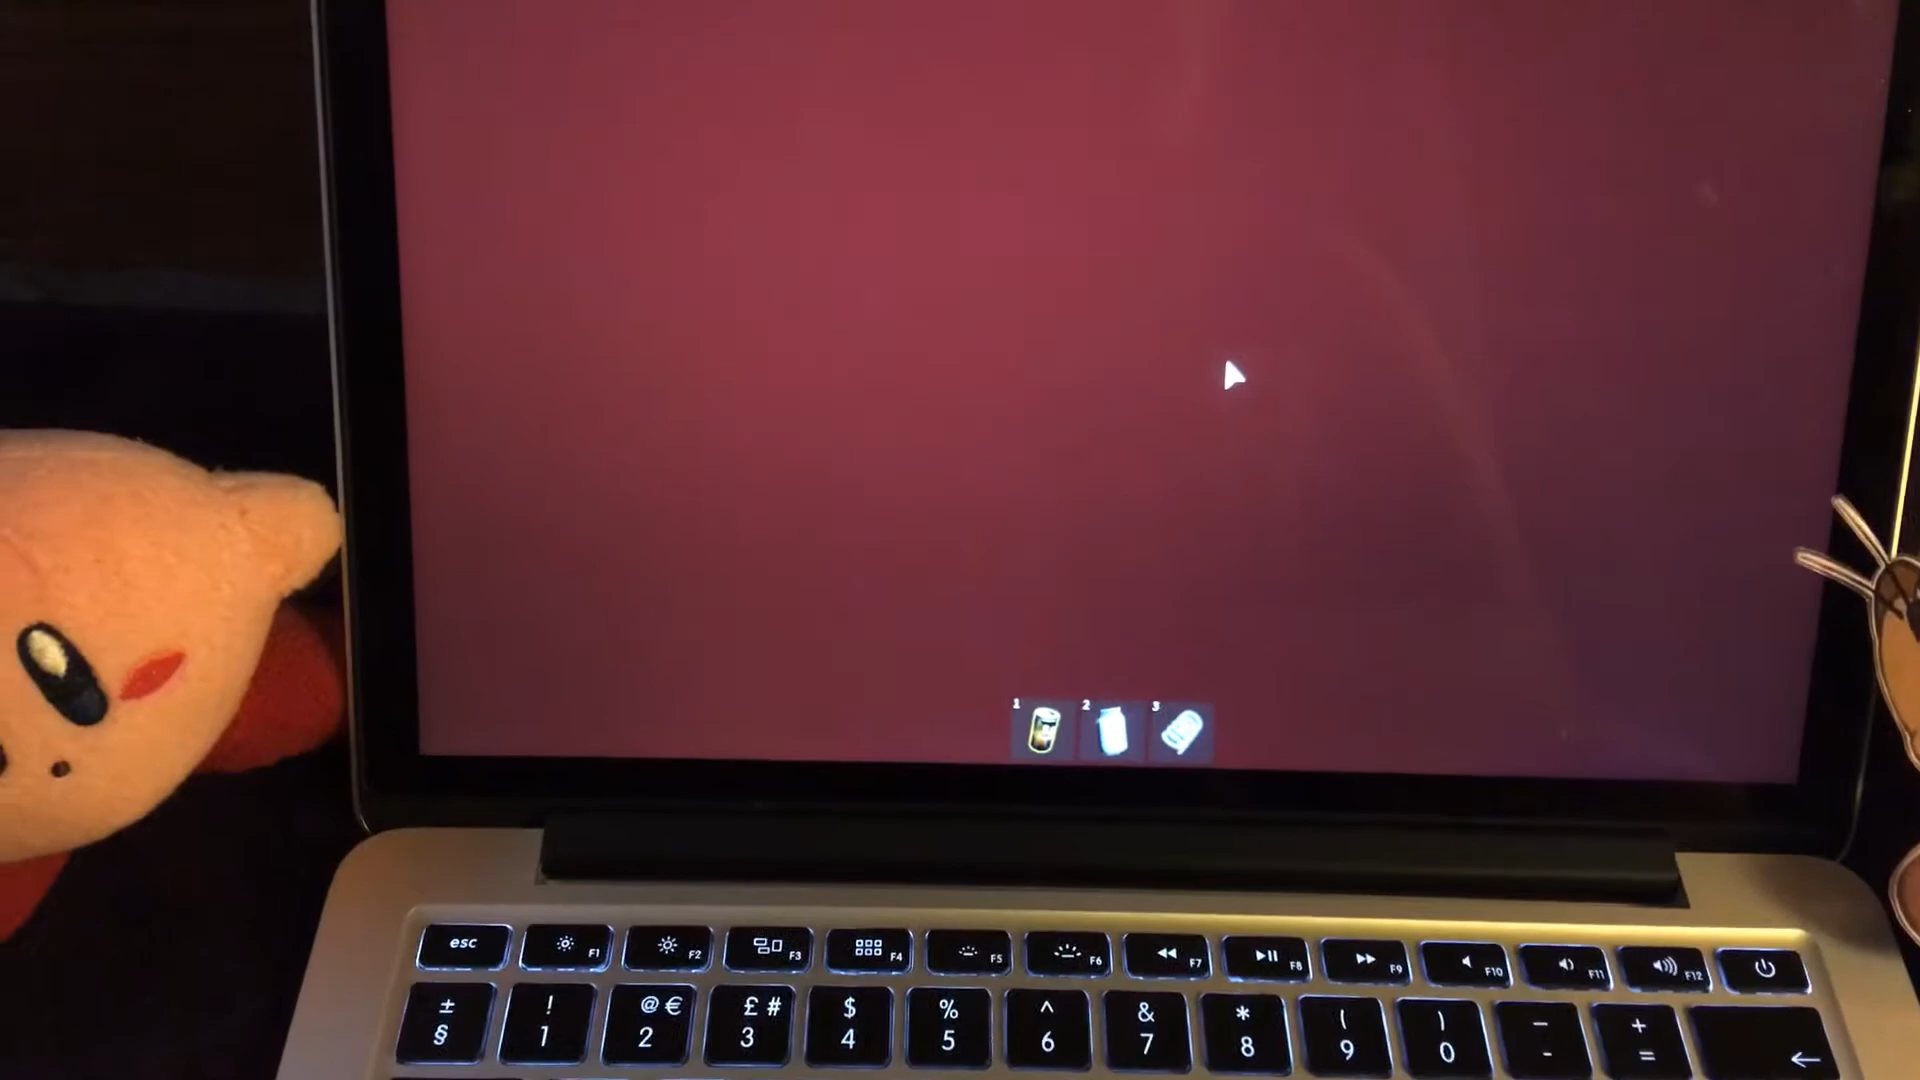 1 2 3
esc F1 F2 F3 F4 F5 F6 F7 F8 F9 F10 F11 F12
± ! @ € £ # $ % ^ & * ( ) _ +
§ 1 2 3 4 5 6 7 8 9 0 - =